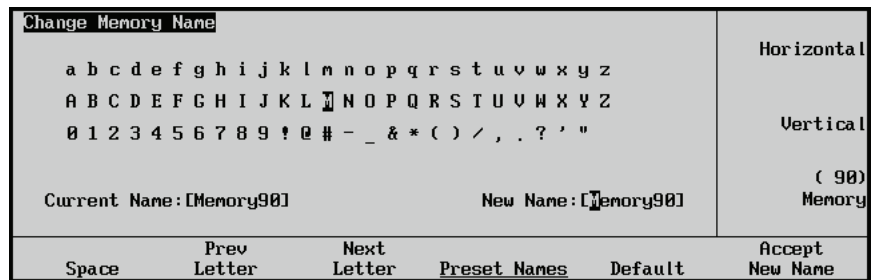 Change Memory Name
Horizontal
a b c d e f g h i j k l m n o p q r s t u v w x y z
A B C D E F G H I J K L M N O P Q R S T U V W X Y Z
0 1 2 3 4 5 6 7 8 9 ! @ # - _ & * ( ) / , . ? ' "
Vertical
( 90)
Current Name:[Memory90] New Name:[Memory90] Memory
Prev Next Accept
Space Letter Letter Preset Names Default New Name